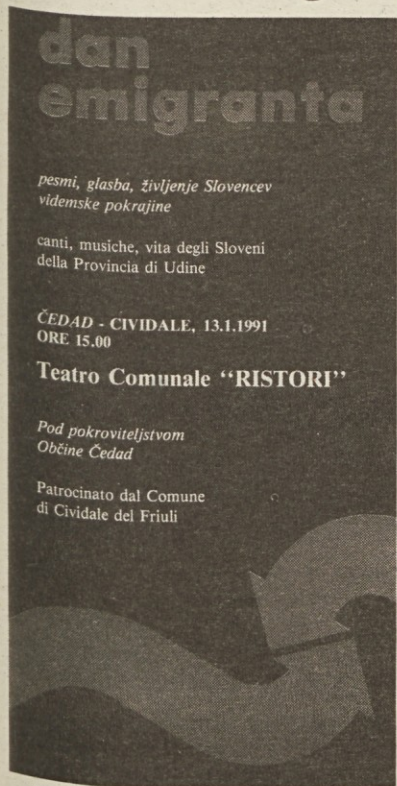 dan
emigranta
pesmi, glasba, življenje Slovencev
videmske pokrajine
canti, musiche, vita degli Sloveni
della Provincia di Udine
ČEDAD - CIVIDALE, 13.1.1991
ORE 15.00
Teatro Comunale "RISTORI"
Pod pokroviteljstvom
Občine Čedad
Patrocinato dal Comune
di Cividale del Friuli